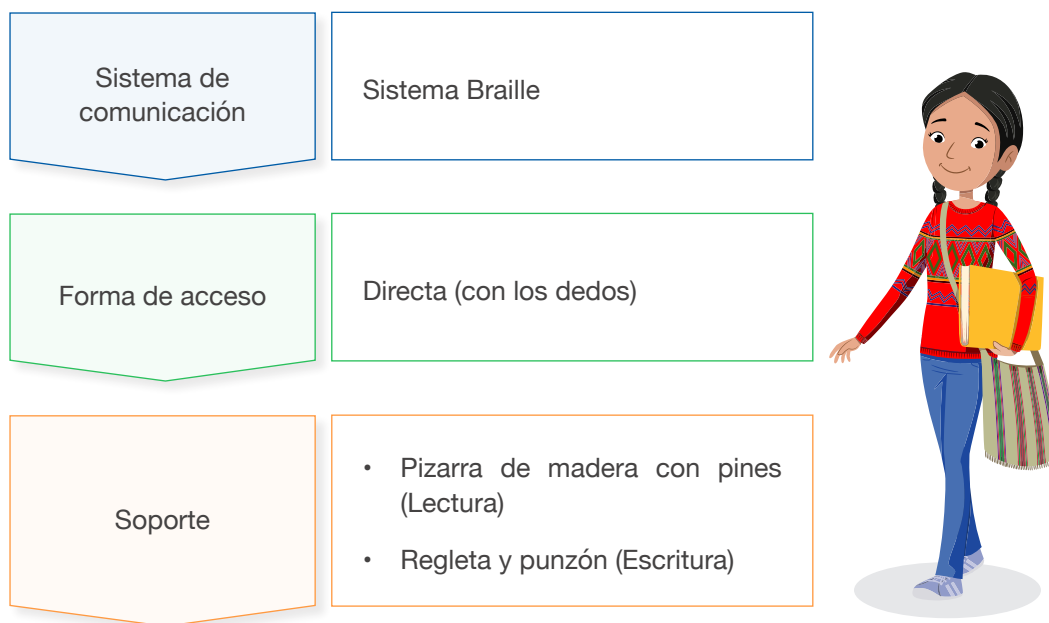 Sistema de
comunicación
Sistema Braille
Forma de acceso
Directa (con los dedos)
Soporte
• Pizarra de madera con pines
(Lectura)
• Regleta y punzón (Escritura)